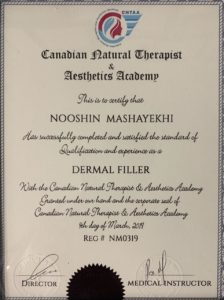 Canadian Natural Therapist
&
Aesthetics Academy
This is to certify that
NOOSHIN MASHAYEKHI
Has successfully completed and satisfied the standard of
Qualification and experience as a
DERMAL FILLER
With the Canadian Natural Therapist & Aesthetics Academy
Granted under our hand and the corporate seal of
Canadian Natural Therapist & Aesthetics Academy
9th day of March, 2019
REG # NM0319
DIRECTOR
MEDICAL INSTRUCTOR